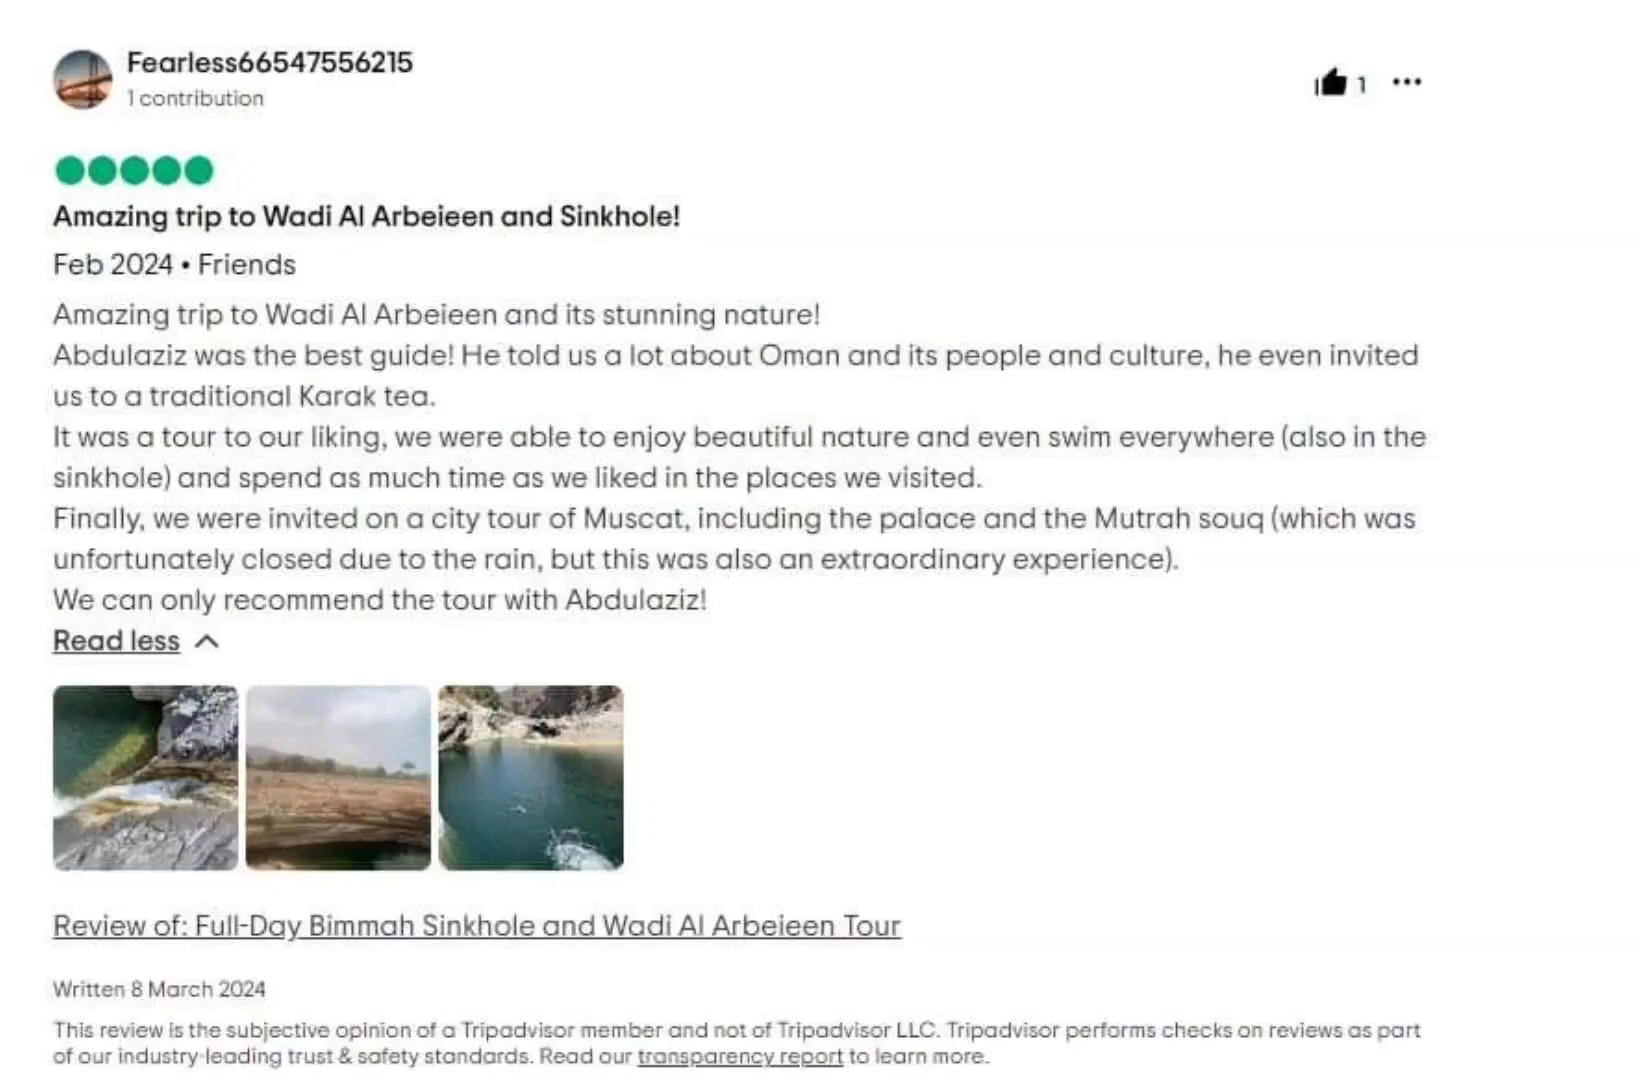 Fearless66547556215
1 contribution
1
Amazing trip to Wadi Al Arbeieen and Sinkhole!
Feb 2024 • Friends
Amazing trip to Wadi Al Arbeieen and its stunning nature!
Abdulaziz was the best guide! He told us a lot about Oman and its people and culture, he even invited
us to a traditional Karak tea.
It was a tour to our liking, we were able to enjoy beautiful nature and even swim everywhere (also in the
sinkhole) and spend as much time as we liked in the places we visited.
Finally, we were invited on a city tour of Muscat, including the palace and the Mutrah souq (which was
unfortunately closed due to the rain, but this was also an extraordinary experience).
We can only recommend the tour with Abdulaziz!
Read less
Review of: Full-Day Bimmah Sinkhole and Wadi Al Arbeieen Tour
Written 8 March 2024
This review is the subjective opinion of a Tripadvisor member and not of Tripadvisor LLC. Tripadvisor performs checks on reviews as part
of our industry-leading trust & safety standards. Read our transparency report to learn more.